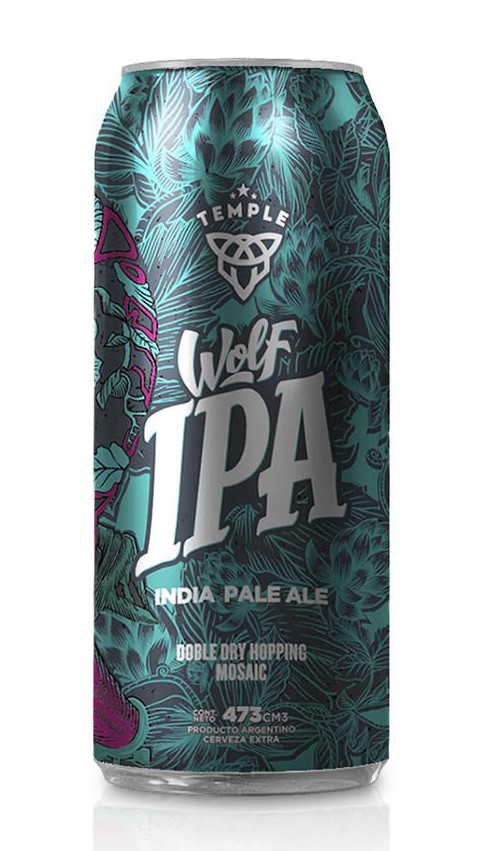 TEMPLE
Wolf
IPA
INDIA PALE ALE
DOBLE DRY HOPPING
MOSAIC
CONT. NETO 473CM3
PRODUCTO ARGENTINO
CERVEZA EXTRA